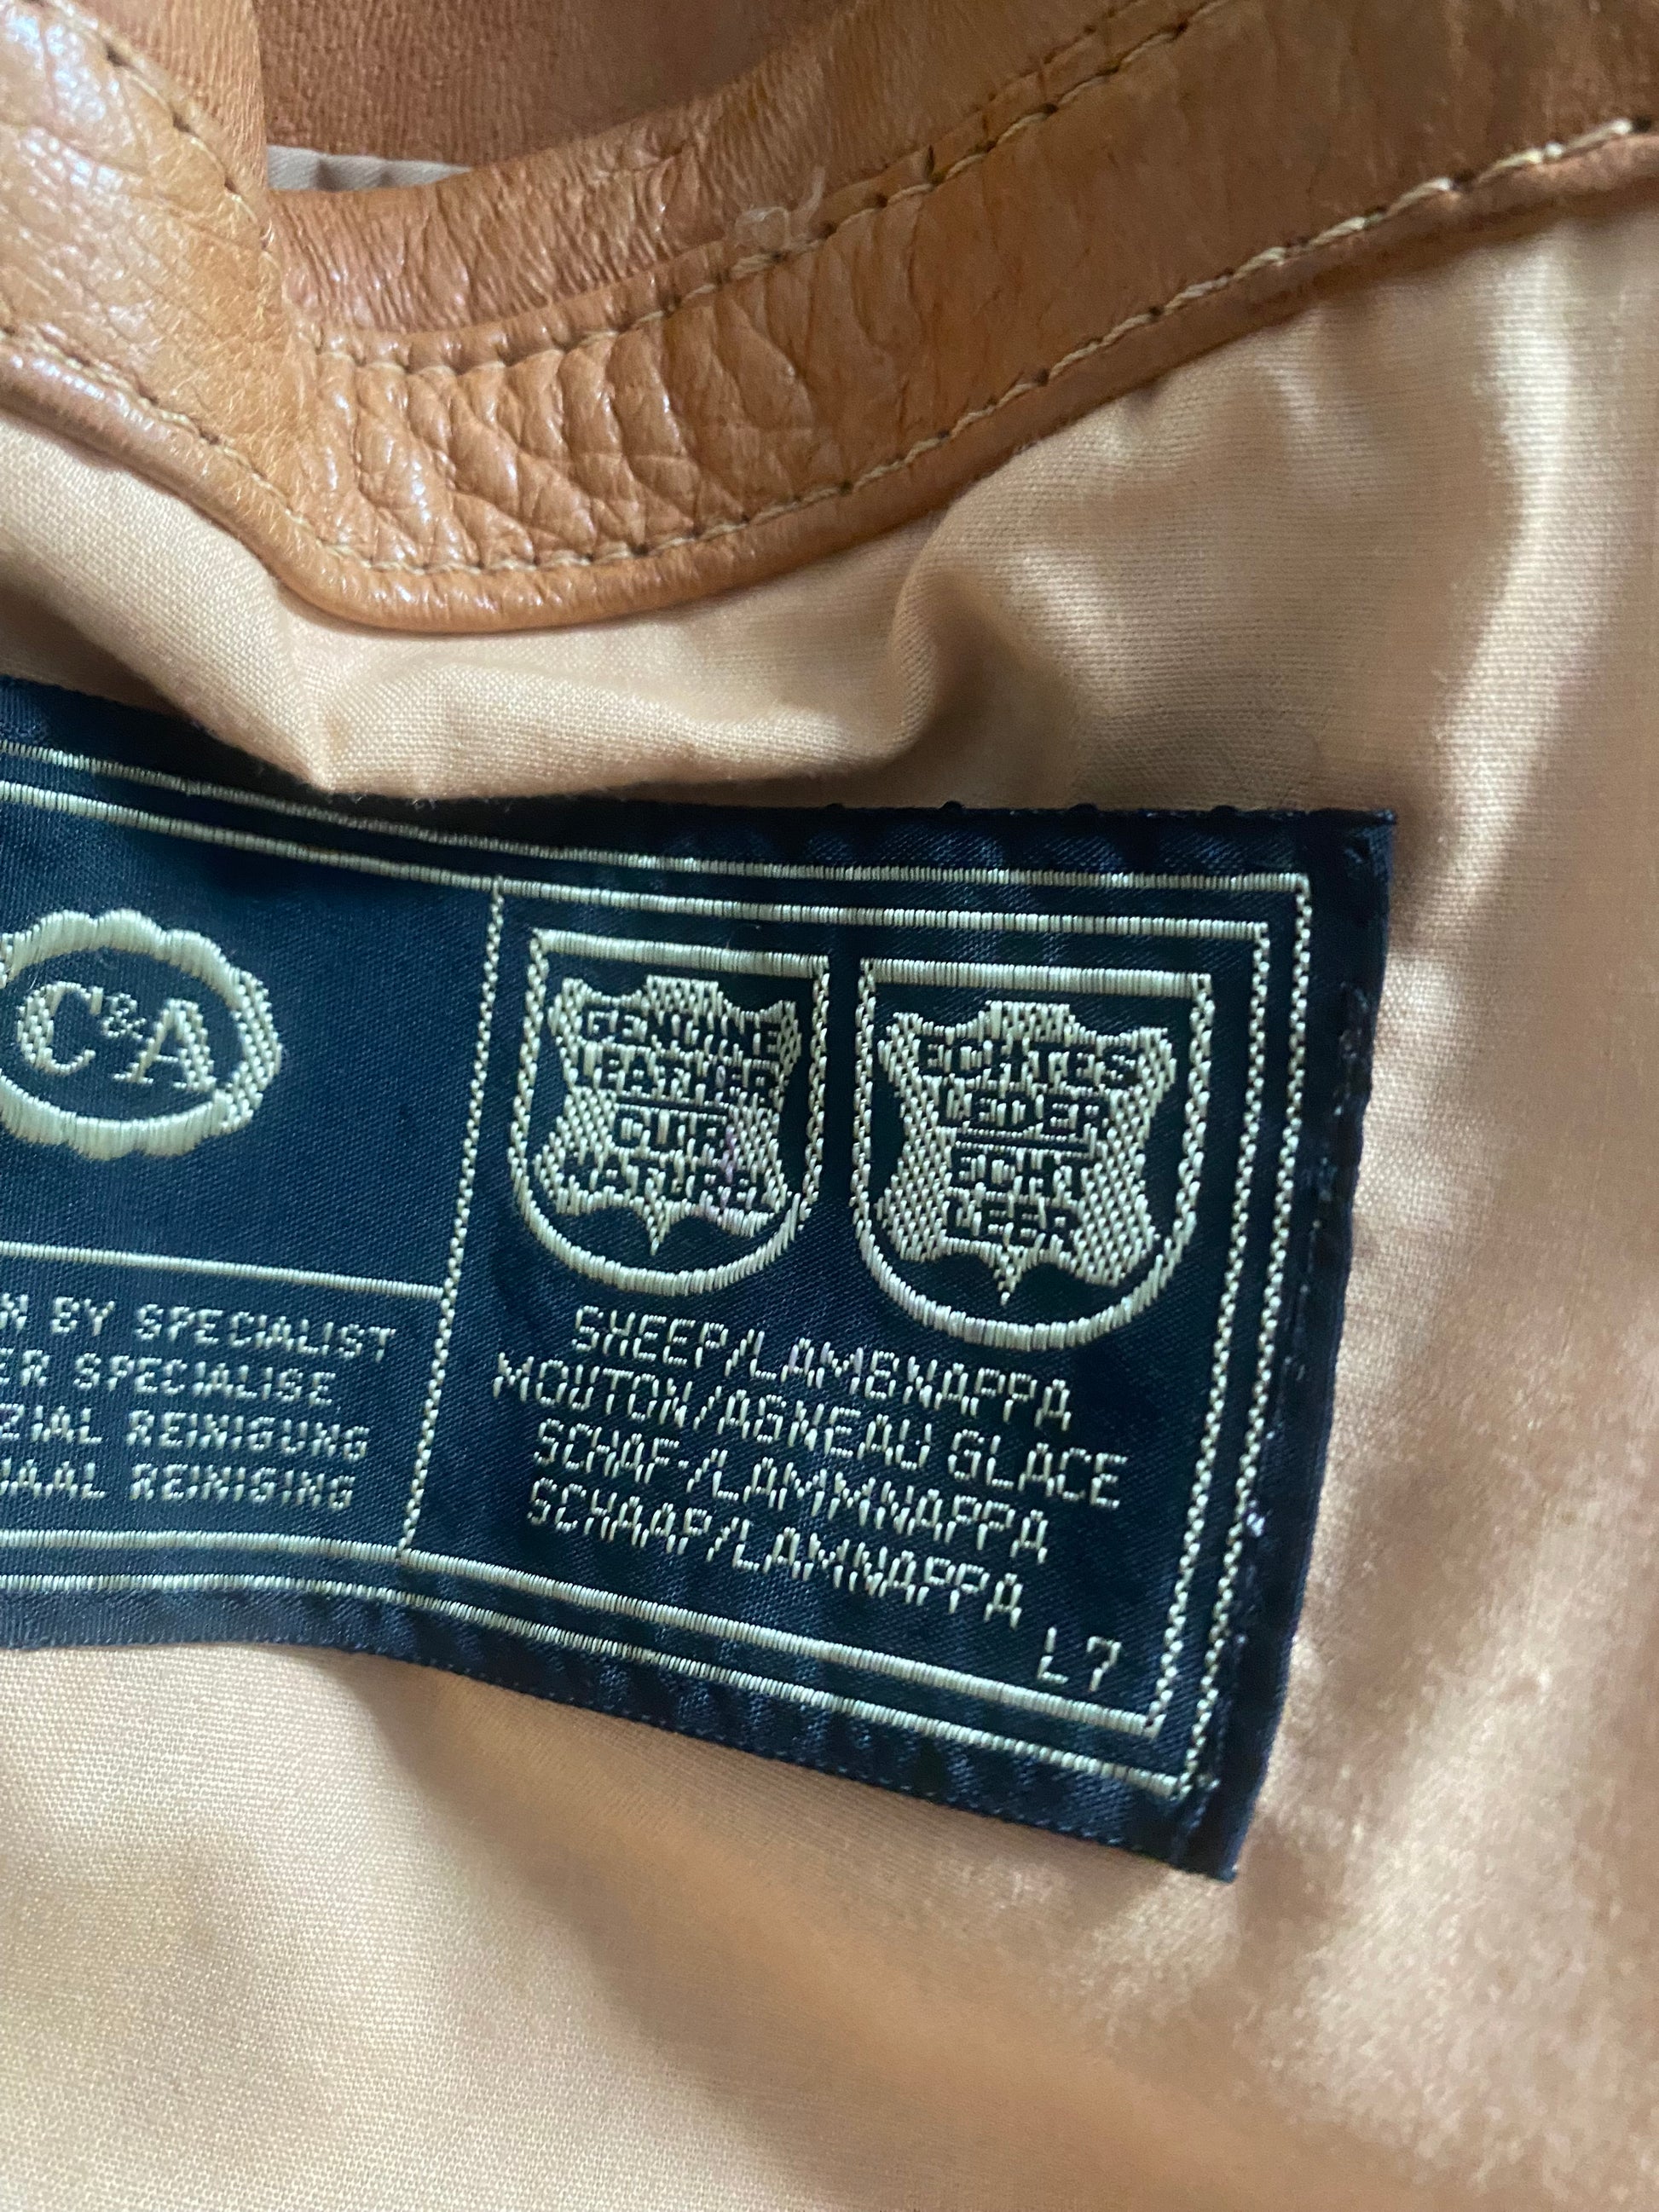 C&A
N BY SPECIALIST
ER SPECIALISE
ZIAL REINIGUNG
IAAL REINIGING
GENUINE
LEATHER
CUIR
NATUREL
ECHTES
LEDER
ECHT
LEER
SHEEP/LAMBNAPPA
MOUTON/AGNEAU GLACE
SCHAF-/LAMMNAPPA
SCHAAP/LAMNAPPA
L7